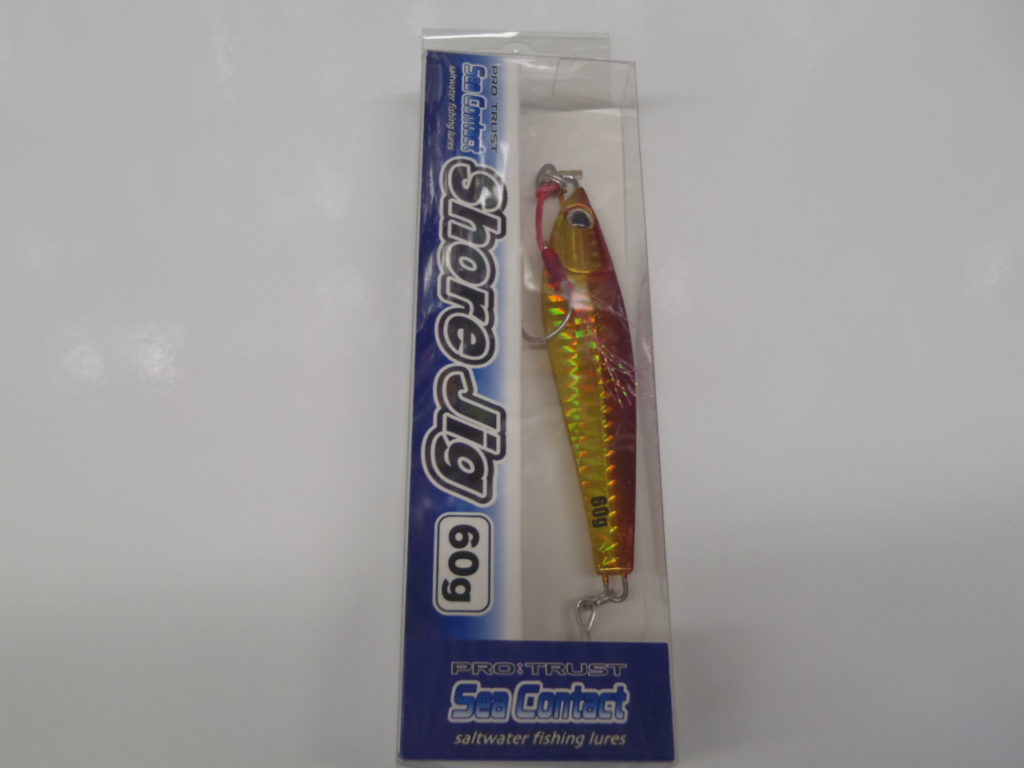 PRO:TRUST
Sea Contact
saltwater fishing lures
Shore Jig
60g
60g
PRO:TRUST
Sea Contact
saltwater fishing lures